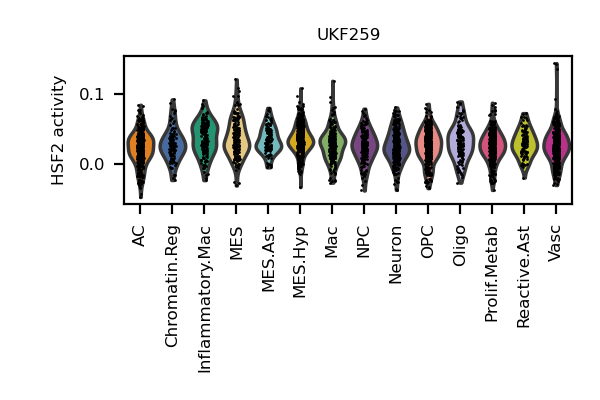 UKF259
HSF2 activity
0.1
0.0
AC
Chromatin.Reg
Inflammatory.Mac
MES
MES.Ast
MES.Hyp
Mac
NPC
Neuron
OPC
Oligo
Prolif.Metab
Reactive.Ast
Vasc